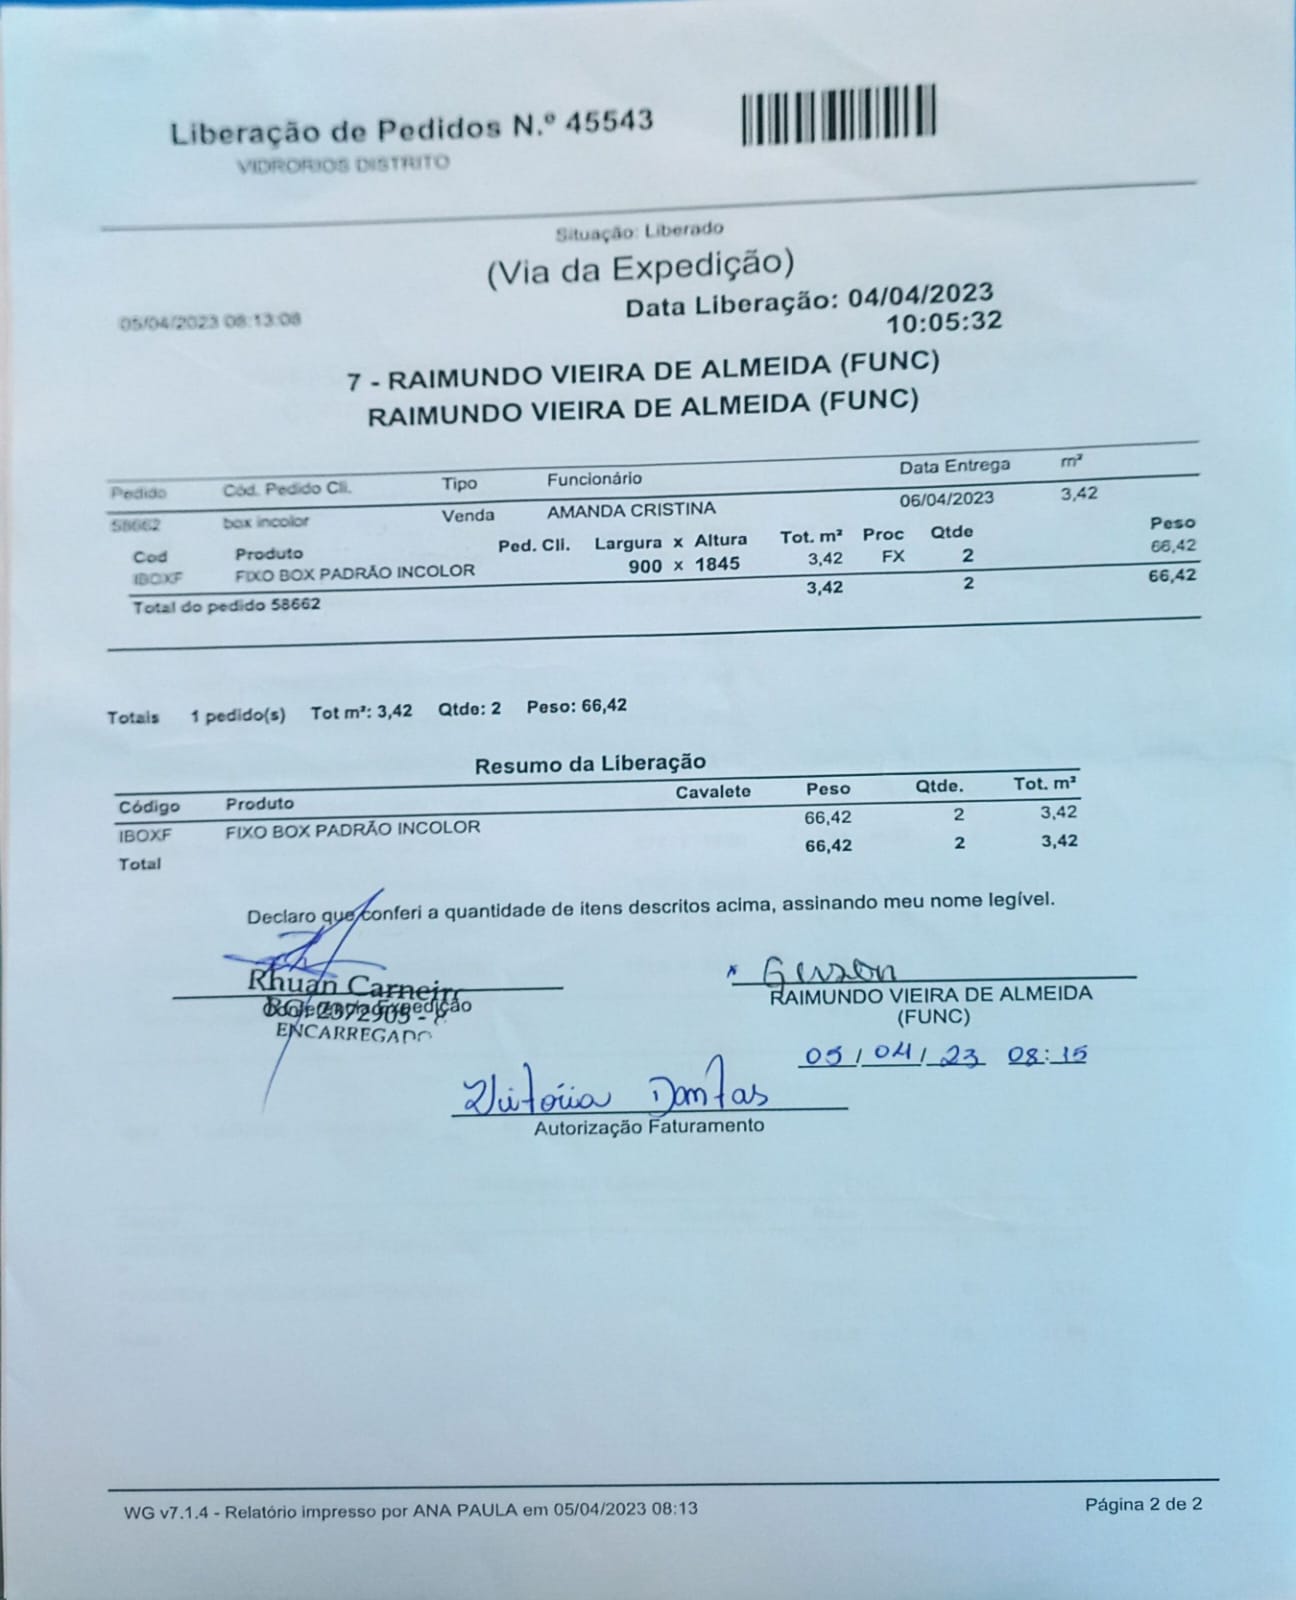 Liberação de Pedidos N.º 45543
VIDRORIOS DISTRITO
Situação: Liberado
(Via da Expedição)
05/04/2023 08:13:08
Data Liberação: 04/04/2023
10:05:32
7 - RAIMUNDO VIEIRA DE ALMEIDA (FUNC)
RAIMUNDO VIEIRA DE ALMEIDA (FUNC)
Pedido Cód. Pedido Cli. Tipo Funcionário Data Entrega m²
58662 box incolor Venda AMANDA CRISTINA 06/04/2023 3,42
Cod Produto Ped. Cli. Largura x Altura Tot. m² Proc Qtde Peso
IBOXF FIXO BOX PADRÃO INCOLOR 900 x 1845 3,42 FX 2 66,42
Total do pedido 58662 3,42 2 66,42
Totais 1 pedido(s) Tot m²: 3,42 Qtde: 2 Peso: 66,42
Resumo da Liberação
Código Produto Cavalete Peso Qtde. Tot. m²
IBOXF FIXO BOX PADRÃO INCOLOR 66,42 2 3,42
Total 66,42 2 3,42
Declaro que conferi a quantidade de itens descritos acima, assinando meu nome legível.
Rhuan Carneiro
x Gerson
Expedição
RAIMUNDO VIEIRA DE ALMEIDA
ENCARREGADO
(FUNC)
05/04/23 08:15
Vitória Dantas
Autorização Faturamento
WG v7.1.4 - Relatório impresso por ANA PAULA em 05/04/2023 08:13
Página 2 de 2